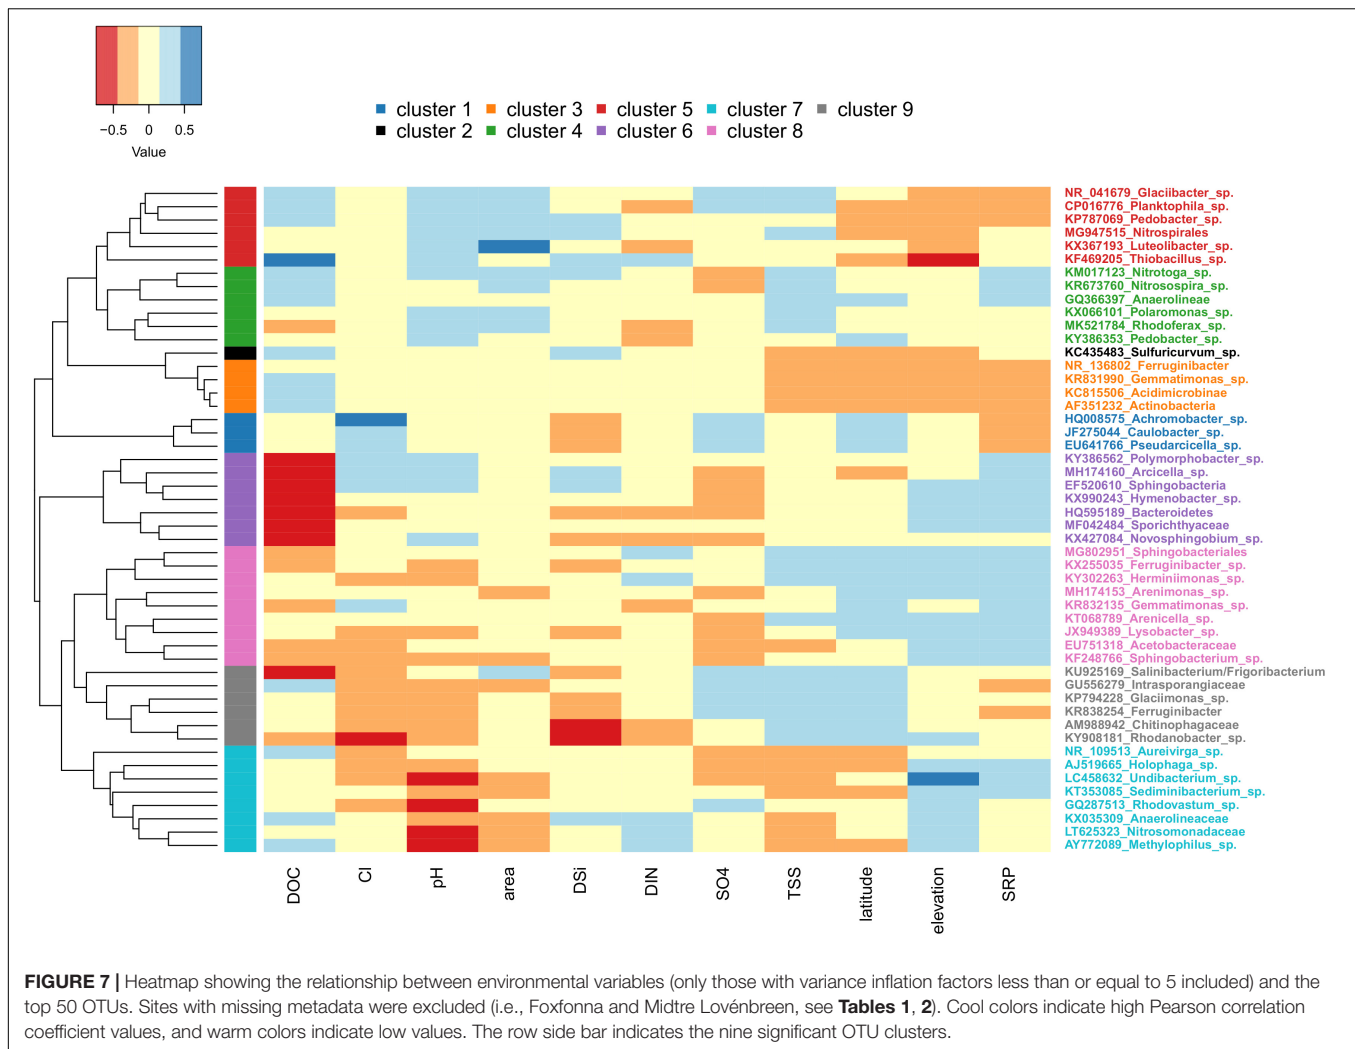 −0.5 0 0.5
Value
cluster 1 cluster 3 cluster 5 cluster 7 cluster 9
cluster 2 cluster 4 cluster 6 cluster 8
NR_041679_Glaciibacter_sp.
CP016776_Planktophila_sp.
KP787069_Pedobacter_sp.
MG947515_Nitrospirales
KX367193_Luteolibacter_sp.
KF469205_Thiobacillus_sp.
KM017123_Nitrotoga_sp.
KR673760_Nitrosospira_sp.
GQ366397_Anaerolineae
KX066101_Polaromonas_sp.
MK521784_Rhodoferax_sp.
KY386353_Pedobacter_sp.
KC435483_Sulfuricurvum_sp.
NR_136802_Ferruginibacter
KR831990_Gemmatimonas_sp.
KC815506_Acidimicrobinae
AF351232_Actinobacteria
HQ008575_Achromobacter_sp.
JF275044_Caulobacter_sp.
EU641766_Pseudarcicella_sp.
KY386562_Polymorphobacter_sp.
MH174160_Arcicella_sp.
EF520610_Sphingobacteria
KX990243_Hymenobacter_sp.
HQ595189_Bacteroidetes
MF042484_Sporichthyaceae
KX427084_Novosphingobium_sp.
MG802951_Sphingobacteriales
KX255035_Ferruginibacter_sp.
KY302263_Herminiimonas_sp.
MH174153_Arenimonas_sp.
KR832135_Gemmatimonas_sp.
KT068789_Arenicella_sp.
JX949389_Lysobacter_sp.
EU751318_Acetobacteraceae
KF248766_Sphingobacterium_sp.
KU925169_Salinibacterium/Frigoribacterium
GU556279_Intrasporangiaceae
KP794228_Glaciimonas_sp.
KR838254_Ferruginibacter
AM988942_Chitinophagaceae
KY908181_Rhodanobacter_sp.
NR_109513_Aureivirga_sp.
AJ519665_Holophaga_sp.
LC458632_Undibacterium_sp.
KT353085_Sediminibacterium_sp.
GQ287513_Rhodovastum_sp.
KX035309_Anaerolineaceae
LT625323_Nitrosomonadaceae
AY772089_Methylophilus_sp.
DOC Cl pH area DSi DIN SO4 TSS latitude elevation SRP
FIGURE 7 | Heatmap showing the relationship between environmental variables (only those with variance inflation factors less than or equal to 5 included) and the
top 50 OTUs. Sites with missing metadata were excluded (i.e., Foxfonna and Midtre Lovénbreen, see Tables 1, 2). Cool colors indicate high Pearson correlation
coefficient values, and warm colors indicate low values. The row side bar indicates the nine significant OTU clusters.